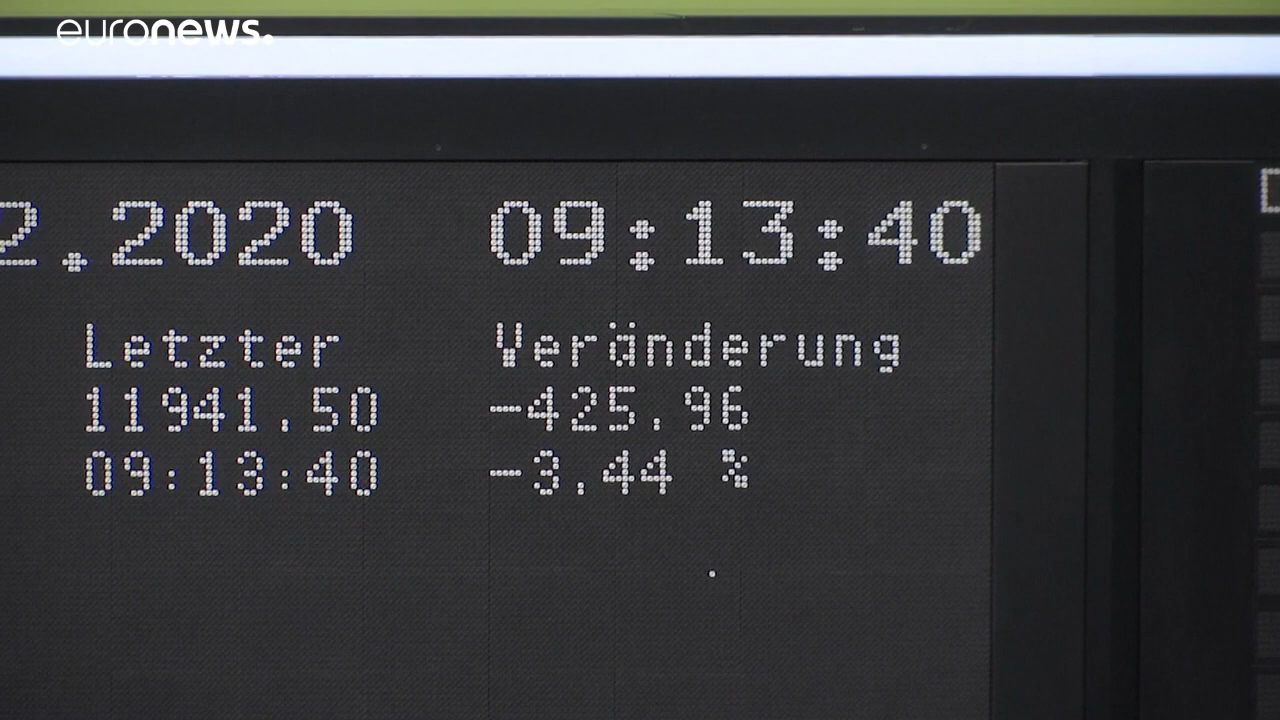 euronews.
2.2020 09:13:40
Letzter Veränderung
11941.50 -425.96
09:13:40 -3.44 %